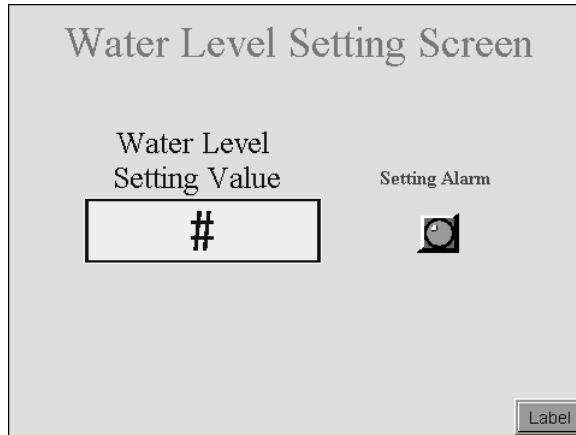 Water Level Setting Screen
Water Level
Setting Value
Setting Alarm
#
Label